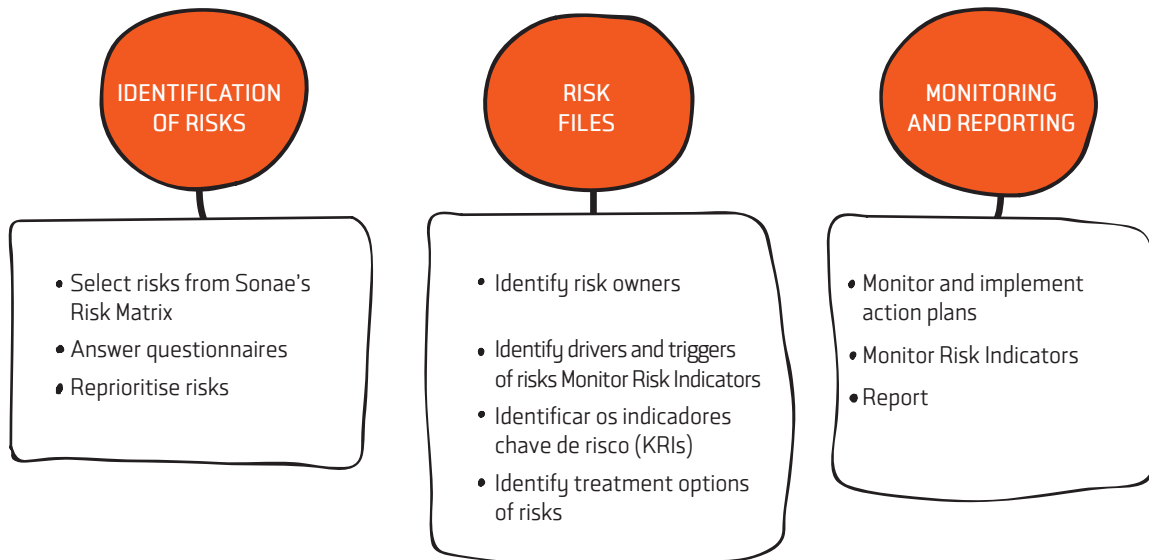 IDENTIFICATION
OF RISKS
• Select risks from Sonae's
Risk Matrix
• Answer questionnaires
• Reprioritise risks
RISK
FILES
• Identify risk owners
• Identify drivers and triggers
of risks Monitor Risk Indicators
• Identificar os indicadores
chave de risco (KRIs)
• Identify treatment options
of risks
MONITORING
AND REPORTING
• Monitor and implement
action plans
• Monitor Risk Indicators
• Report